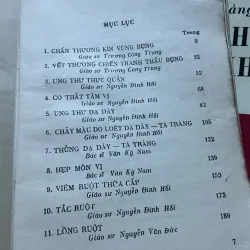 MỤC LỤC
Trang
1. CHẤN THƯƠNG KÍN VÙNG BỤNG 9
Giáo sư Trương Công Trung
2. VẾT THƯƠNG CHIẾN TRANH THẤU BỤNG 32
Giáo sư Trương Công Trung
3. UNG THƯ THỰC QUẢN 52
Giáo sư Nguyễn Đình Hối
4. CO THẮT TÂM VỊ 68
Giáo sư Nguyễn Đình Hối
5. UNG THƯ DẠ DÀY 82
Giáo sư Nguyễn Đình Hối
6. CHẢY MÁU DO LOÉT DẠ DÀY – TÁ TRÀNG 105
Giáo sư Nguyễn Đình Hối
7. THỦNG DẠ DÀY – TÁ TRÀNG 122
Bác sĩ Văn Kỳ Nam
8. HẸP MÔN VỊ 139
Bác sĩ Văn Kỳ Nam
9. VIÊM RUỘT THỪA CẤP 153
Giáo sư Nguyễn Đình Hối
10. TẮC RUỘT 167
Giáo sư Nguyễn Đình Hối
11. LỒNG RUỘT 189
Giáo sư Nguyễn Văn Đức
7